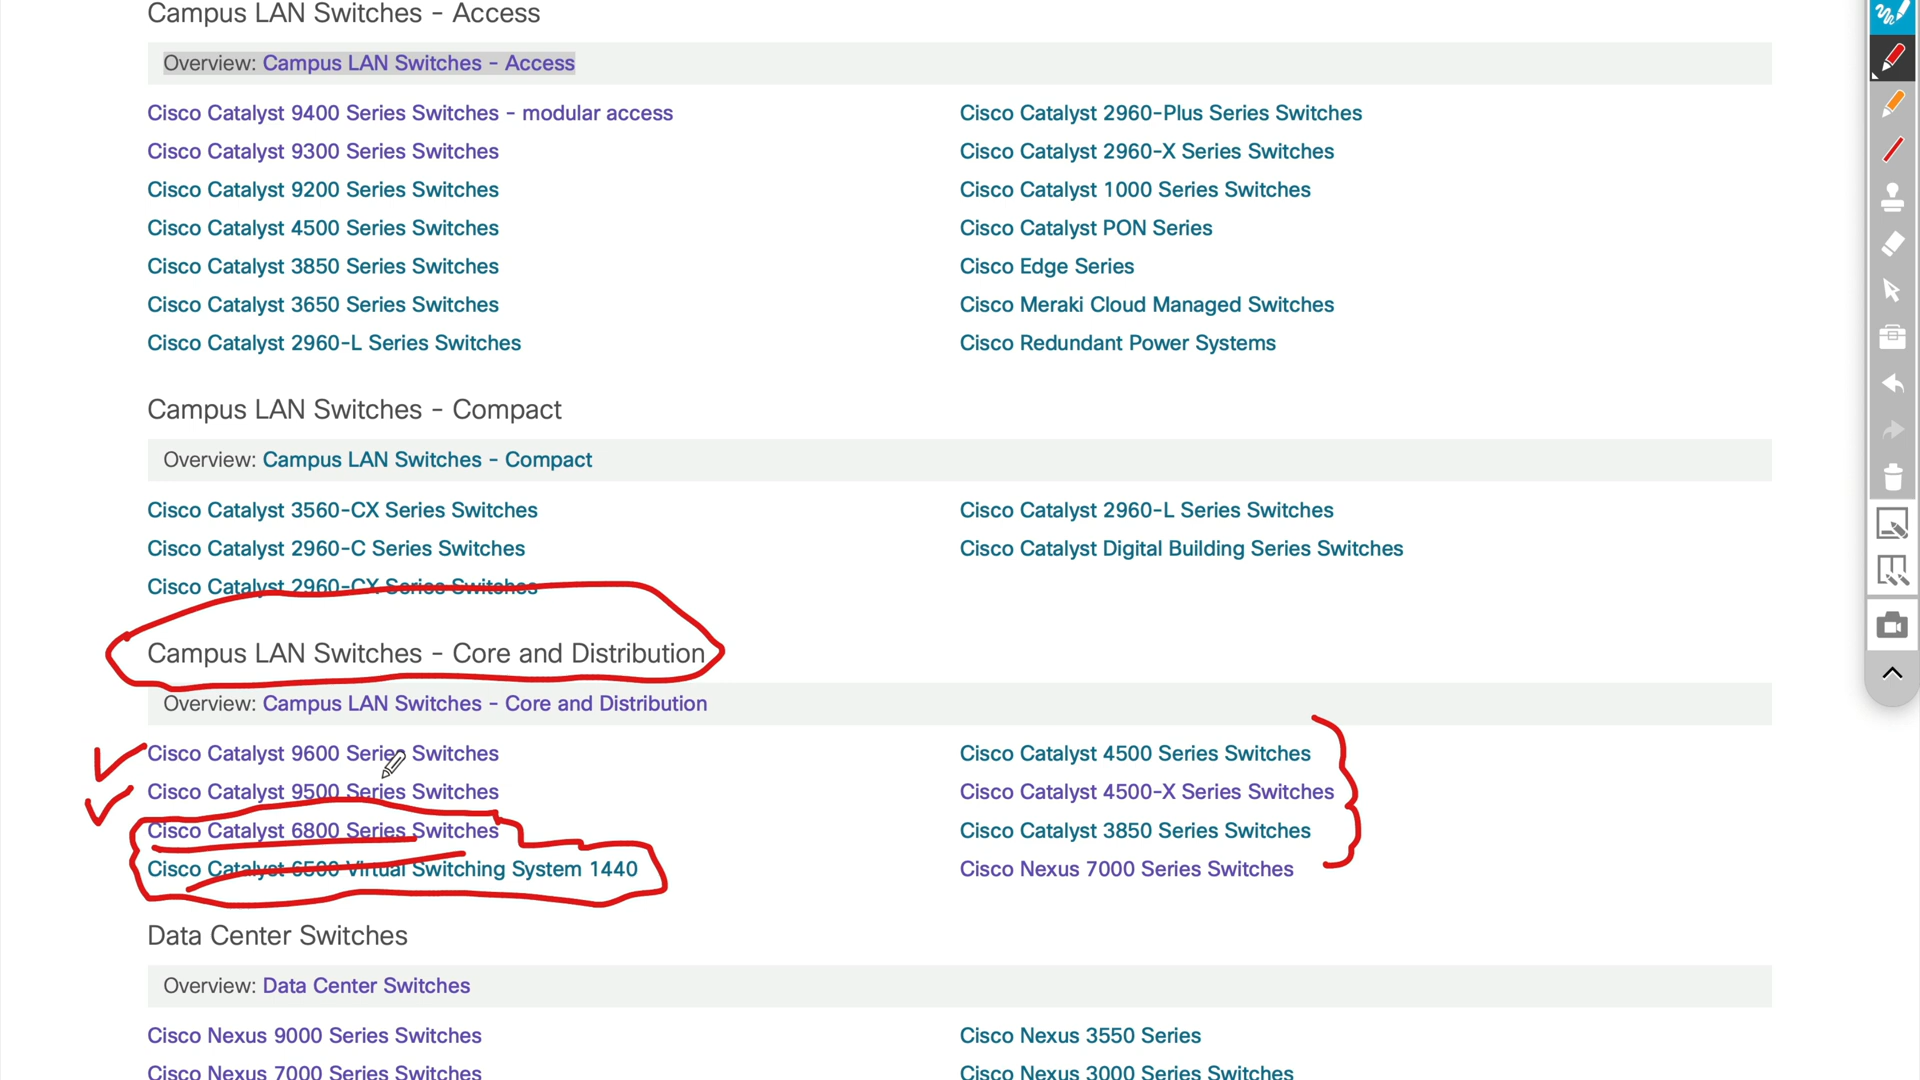 Campus LAN Switches - Access
Overview: Campus LAN Switches - Access
Cisco Catalyst 9400 Series Switches - modular access
Cisco Catalyst 9300 Series Switches
Cisco Catalyst 9200 Series Switches
Cisco Catalyst 4500 Series Switches
Cisco Catalyst 3850 Series Switches
Cisco Catalyst 3650 Series Switches
Cisco Catalyst 2960-L Series Switches
Cisco Catalyst 2960-Plus Series Switches
Cisco Catalyst 2960-X Series Switches
Cisco Catalyst 1000 Series Switches
Cisco Catalyst PON Series
Cisco Edge Series
Cisco Meraki Cloud Managed Switches
Cisco Redundant Power Systems
Campus LAN Switches - Compact
Overview: Campus LAN Switches - Compact
Cisco Catalyst 3560-CX Series Switches
Cisco Catalyst 2960-C Series Switches
Cisco Catalyst 2960-CX Series Switches
Cisco Catalyst 2960-L Series Switches
Cisco Catalyst Digital Building Series Switches
Campus LAN Switches - Core and Distribution
Overview: Campus LAN Switches - Core and Distribution
Cisco Catalyst 9600 Series Switches
Cisco Catalyst 9500 Series Switches
Cisco Catalyst 6800 Series Switches
Cisco Catalyst 6500 Virtual Switching System 1440
Cisco Catalyst 4500 Series Switches
Cisco Catalyst 4500-X Series Switches
Cisco Catalyst 3850 Series Switches
Cisco Nexus 7000 Series Switches
Data Center Switches
Overview: Data Center Switches
Cisco Nexus 9000 Series Switches
Cisco Nexus 7000 Series Switches
Cisco Nexus 3550 Series
Cisco Nexus 3000 Series Switches